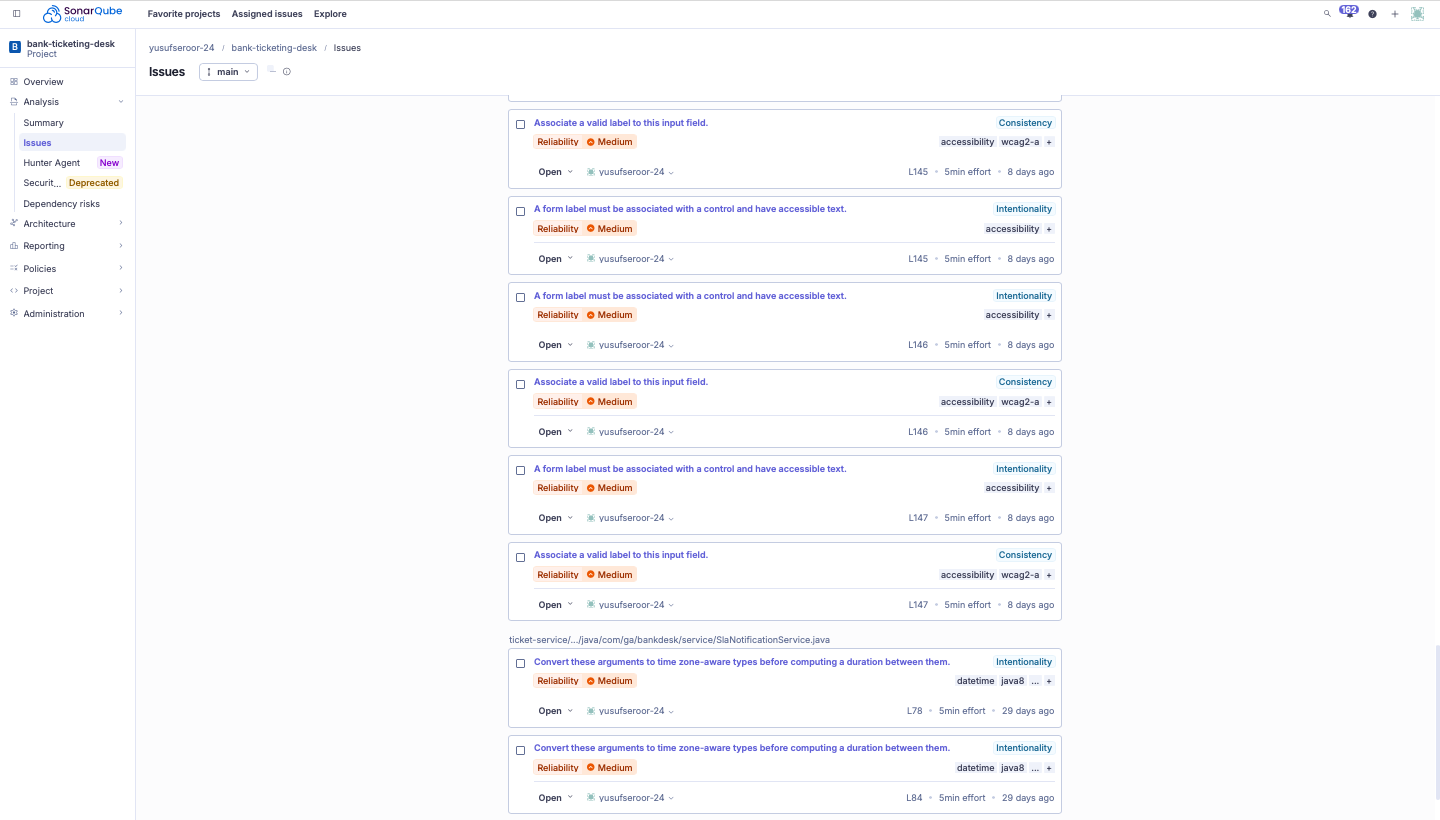 SonarQube cloud
Favorite projects Assigned issues Explore
162
B bank-ticketing-desk
Project
Overview
Analysis
Summary
Issues
Hunter Agent New
Securit... Deprecated
Dependency risks
Architecture
Reporting
Policies
Project
Administration
yusufseroor-24 / bank-ticketing-desk / Issues
Issues main
Associate a valid label to this input field. Consistency
Reliability Medium accessibility wcag2-a +
Open yusufseroor-24 L145 • 5min effort • 8 days ago
A form label must be associated with a control and have accessible text. Intentionality
Reliability Medium accessibility +
Open yusufseroor-24 L145 • 5min effort • 8 days ago
A form label must be associated with a control and have accessible text. Intentionality
Reliability Medium accessibility +
Open yusufseroor-24 L146 • 5min effort • 8 days ago
Associate a valid label to this input field. Consistency
Reliability Medium accessibility wcag2-a +
Open yusufseroor-24 L146 • 5min effort • 8 days ago
A form label must be associated with a control and have accessible text. Intentionality
Reliability Medium accessibility +
Open yusufseroor-24 L147 • 5min effort • 8 days ago
Associate a valid label to this input field. Consistency
Reliability Medium accessibility wcag2-a +
Open yusufseroor-24 L147 • 5min effort • 8 days ago
ticket-service/.../java/com/ga/bankdesk/service/SlaNotificationService.java
Convert these arguments to time zone-aware types before computing a duration between them. Intentionality
Reliability Medium datetime java8 ... +
Open yusufseroor-24 L78 • 5min effort • 29 days ago
Convert these arguments to time zone-aware types before computing a duration between them. Intentionality
Reliability Medium datetime java8 ... +
Open yusufseroor-24 L84 • 5min effort • 29 days ago